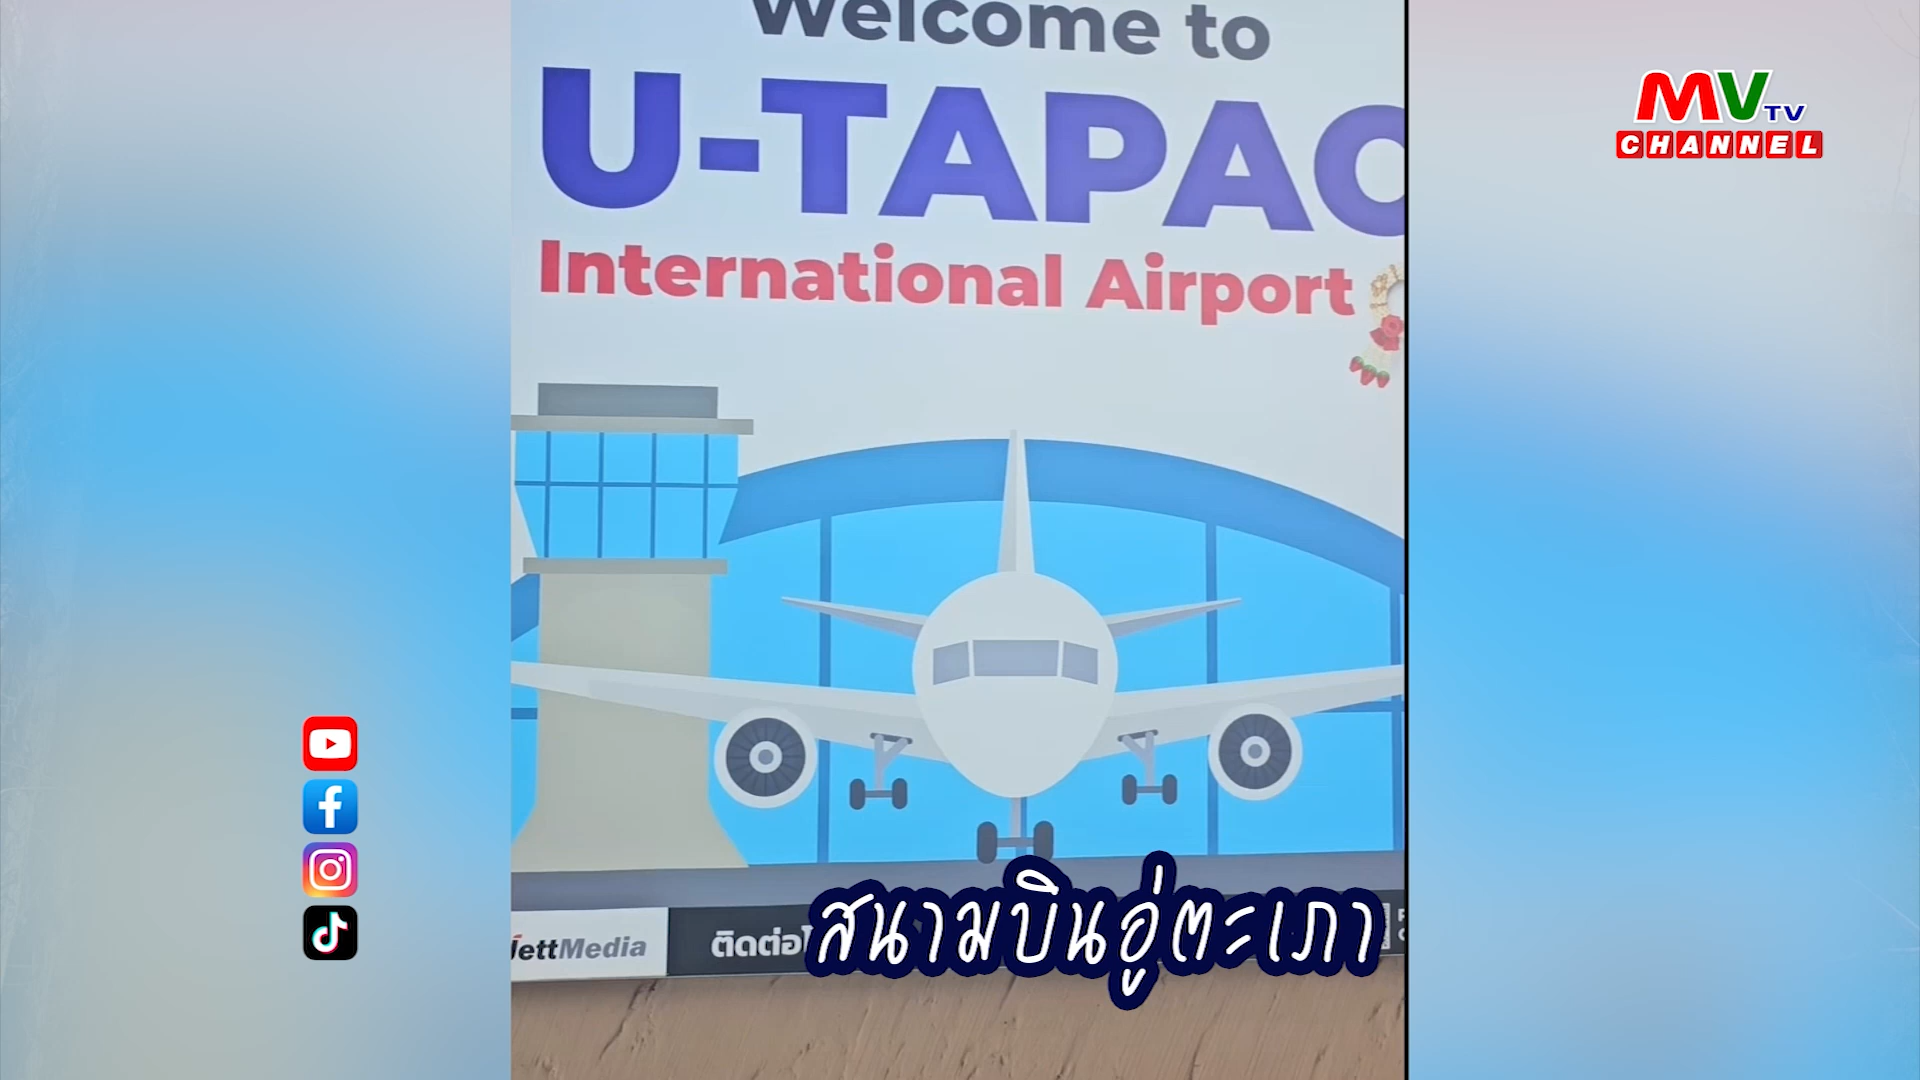 Welcome to
U-TAPAO
International Airport
MV TV
CHANNEL
JettMedia
ติดต่อ
สนามบินอู่ตะเภา